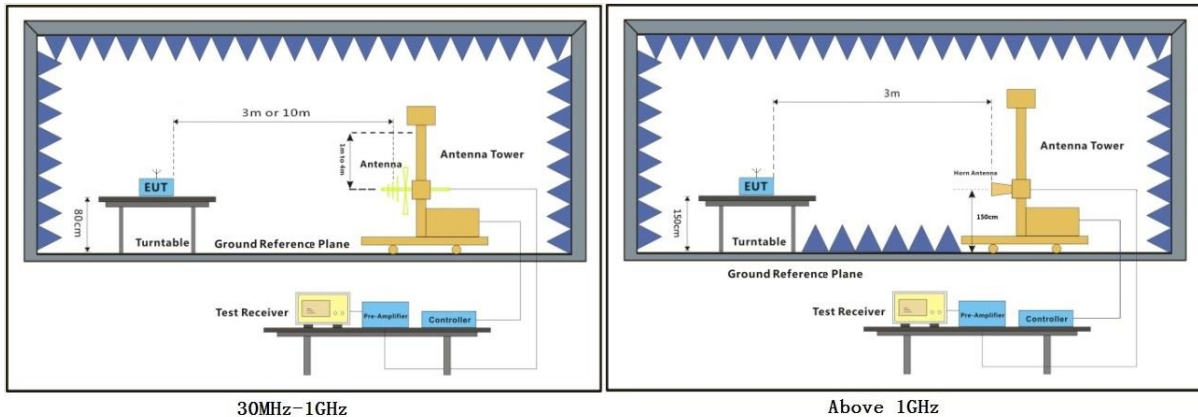 3m or 10m
1m to 4m
Antenna
Antenna Tower
EUT
80cm
Turntable
Ground Reference Plane
Test Receiver
Pre-Amplifier
Controller
30MHz-1GHz
3m
Antenna Tower
Horn Antenna
EUT
150cm
150cm
Turntable
Ground Reference Plane
Test Receiver
Pre-Amplifier
Controller
Above 1GHz